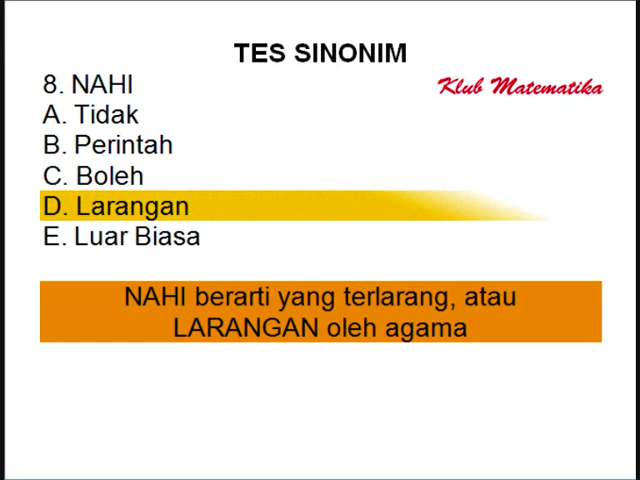 TES SINONIM
8. NAHI
Klub Matematika
A. Tidak
B. Perintah
C. Boleh
D. Larangan
E. Luar Biasa
NAHI berarti yang terlarang, atau
LARANGAN oleh agama